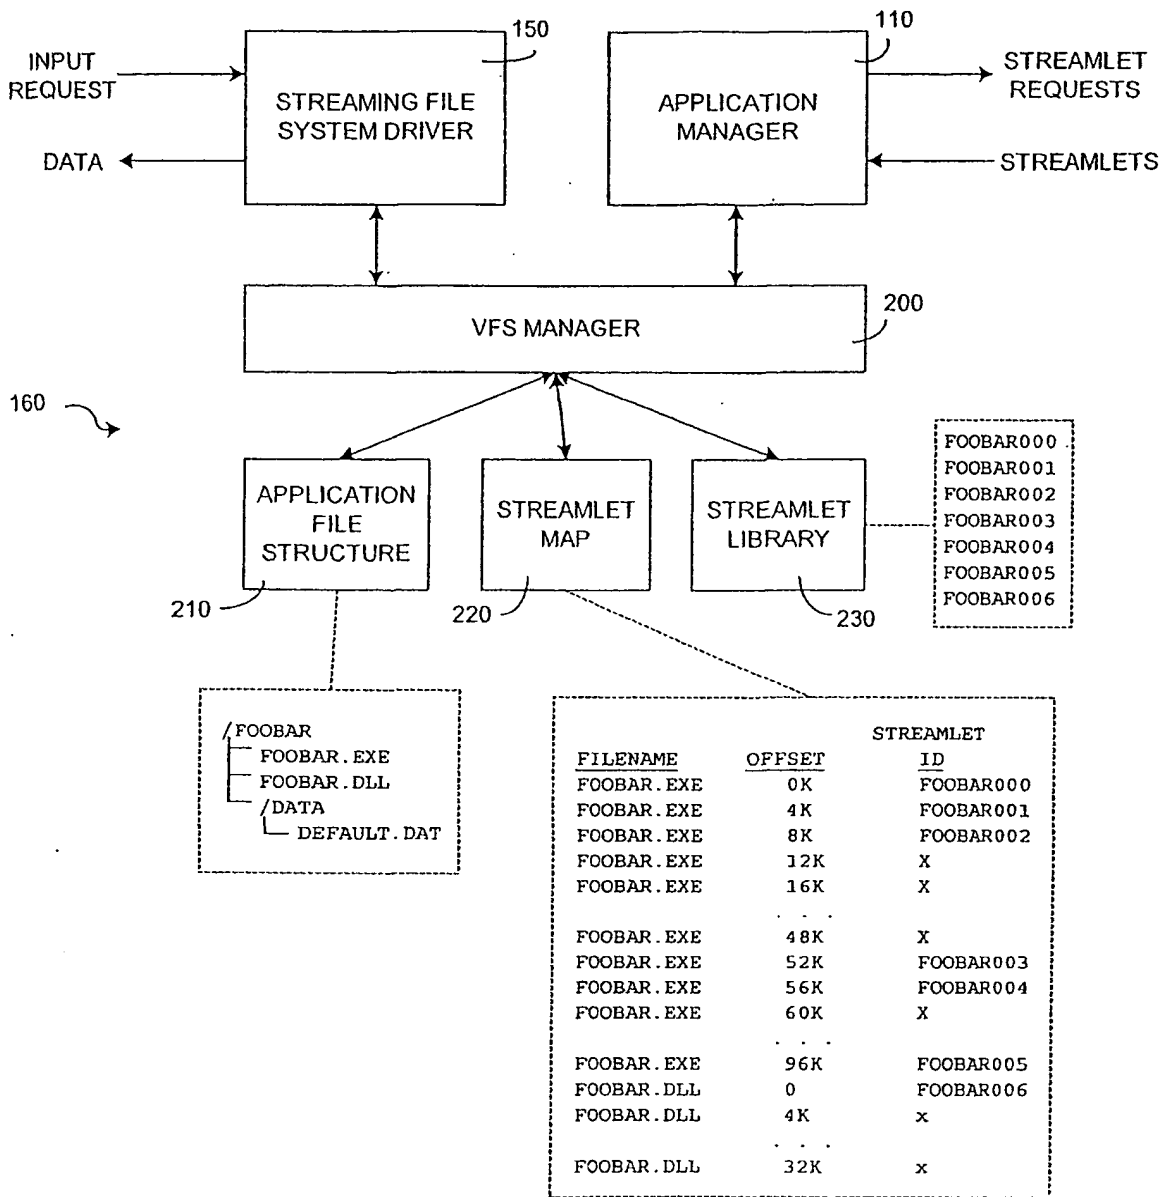 150
110
INPUT
REQUEST
STREAMING FILE
SYSTEM DRIVER
APPLICATION
MANAGER
STREAMLET
REQUESTS
DATA
STREAMLETS
VFS MANAGER
200
160
APPLICATION
FILE
STRUCTURE
STREAMLET
MAP
STREAMLET
LIBRARY
210
220
230
FOOBAR000
FOOBAR001
FOOBAR002
FOOBAR003
FOOBAR004
FOOBAR005
FOOBAR006
/FOOBAR
FOOBAR.EXE
FOOBAR.DLL
/DATA
DEFAULT.DAT
STREAMLET
FILENAME OFFSET ID
FOOBAR.EXE 0K FOOBAR000
FOOBAR.EXE 4K FOOBAR001
FOOBAR.EXE 8K FOOBAR002
FOOBAR.EXE 12K X
FOOBAR.EXE 16K X
. . .
FOOBAR.EXE 48K X
FOOBAR.EXE 52K FOOBAR003
FOOBAR.EXE 56K FOOBAR004
FOOBAR.EXE 60K X
. . .
FOOBAR.EXE 96K FOOBAR005
FOOBAR.DLL 0 FOOBAR006
FOOBAR.DLL 4K x
. . .
FOOBAR.DLL 32K x